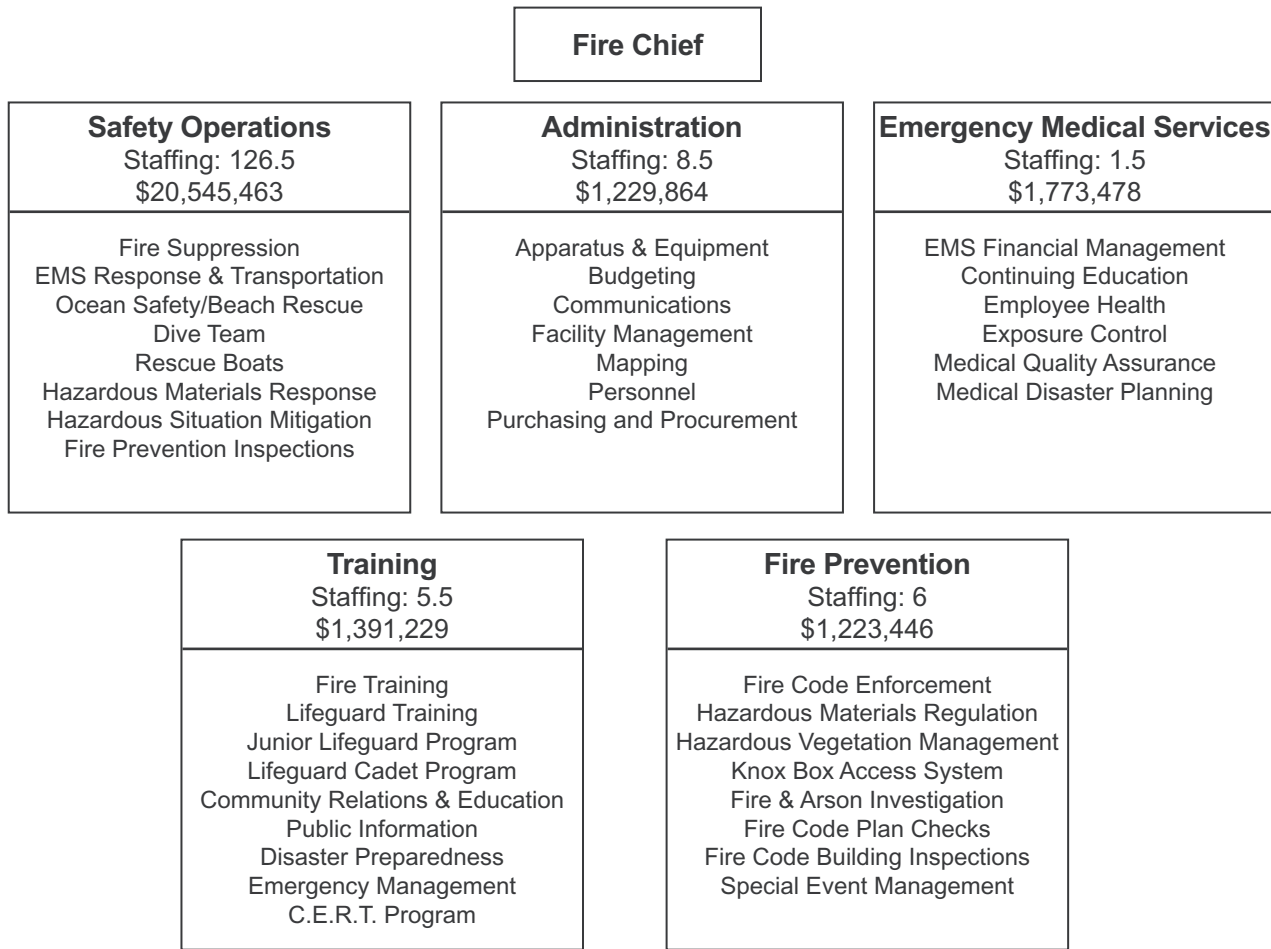 Fire Chief
Safety Operations
Staffing: 126.5
$20,545,463
Fire Suppression
EMS Response & Transportation
Ocean Safety/Beach Rescue
Dive Team
Rescue Boats
Hazardous Materials Response
Hazardous Situation Mitigation
Fire Prevention Inspections
Administration
Staffing: 8.5
$1,229,864
Apparatus & Equipment
Budgeting
Communications
Facility Management
Mapping
Personnel
Purchasing and Procurement
Emergency Medical Services
Staffing: 1.5
$1,773,478
EMS Financial Management
Continuing Education
Employee Health
Exposure Control
Medical Quality Assurance
Medical Disaster Planning
Training
Staffing: 5.5
$1,391,229
Fire Training
Lifeguard Training
Junior Lifeguard Program
Lifeguard Cadet Program
Community Relations & Education
Public Information
Disaster Preparedness
Emergency Management
C.E.R.T. Program
Fire Prevention
Staffing: 6
$1,223,446
Fire Code Enforcement
Hazardous Materials Regulation
Hazardous Vegetation Management
Knox Box Access System
Fire & Arson Investigation
Fire Code Plan Checks
Fire Code Building Inspections
Special Event Management